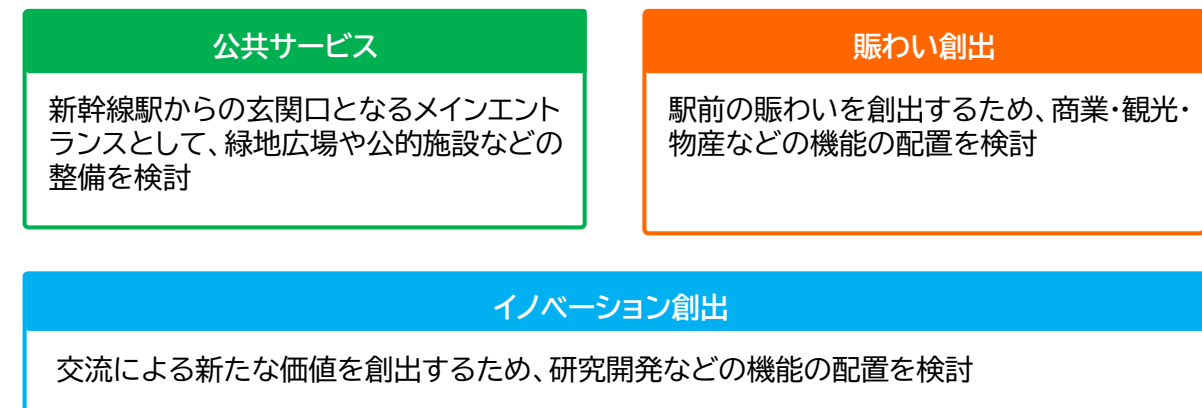 公共サービス
新幹線駅からの玄関口となるメインエント
ランスとして、緑地広場や公的施設などの
整備を検討
賑わい創出
駅前の賑わいを創出するため、商業・観光・
物産などの機能の配置を検討
イノベーション創出
交流による新たな価値を創出するため、研究開発などの機能の配置を検討